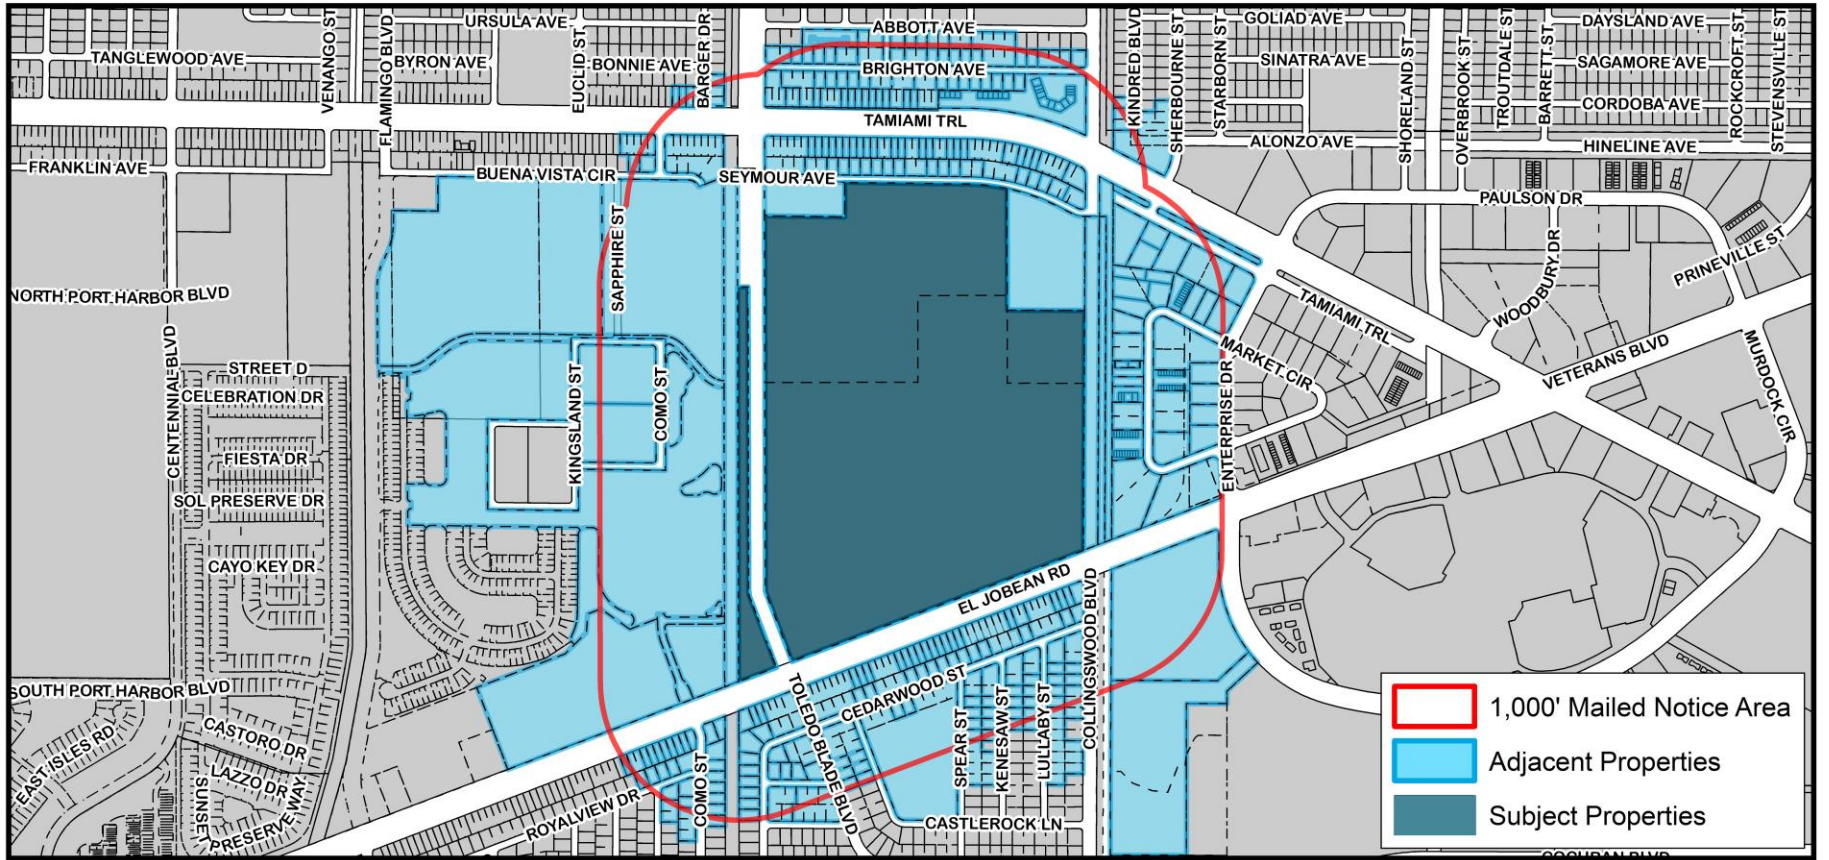 URSULA AVE
ABBOTT AVE
GOLIAD AVE
DAYSLAND AVE
TANGLEWOOD AVE
VENANGO ST
FLAMINGO BLVD
BYRON AVE
EUCLID ST
BONNIE AVE
BARGER DR
BRIGHTON AVE
KINDRED BLVD
SHERBOURNE ST
STARBORN ST
SINATRA AVE
SHORELAND ST
OVERBROOK ST
TROUTDALE ST
BARRETT ST
SAGAMORE AVE
ROCKCROFT ST
STEVENSVILLE ST
CORDOBA AVE
TAMIAMI TRL
ALONZO AVE
HINELINE AVE
FRANKLIN AVE
BUENA VISTA CIR
SEYMOUR AVE
PAULSON DR
SAPPHIRE ST
WOODBURY DR
PRINEVILLE ST
NORTH PORT HARBOR BLVD
TAMIAMI TRL
CENTENNIAL BLVD
STREET D
CELEBRATION DR
KINGSLAND ST
COMO ST
MARKET CIR
ENTERPRISE DR
VETERANS BLVD
MURDOCK CIR
FIESTA DR
SOL PRESERVE DR
CAYO KEY DR
EL JOBEAN RD
COLLINGSWOOD BLVD
SOUTH PORT HARBOR BLVD
CEDARWOOD ST
TOLEDO BLADE BLVD
SPEAR ST
KENESAW ST
LULLABY ST
CASTORO DR
EAST ISLES RD
LAZZO DR
SUNSET
PRESERVE WAY
ROYALVIEW DR
COMO ST
CASTLEROCK LN
1,000' Mailed Notice Area
Adjacent Properties
Subject Properties